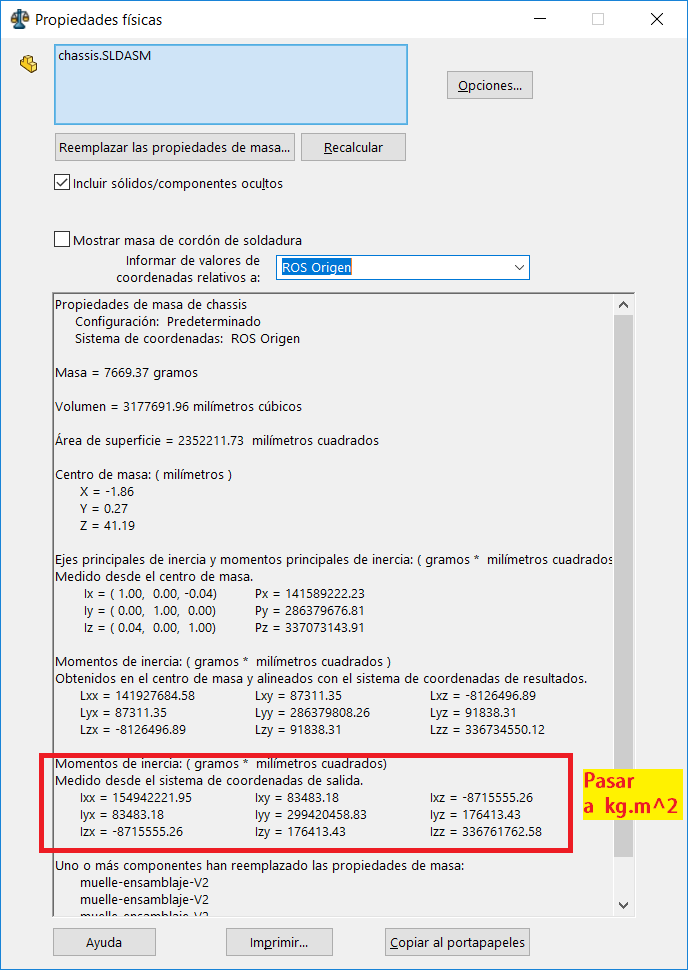 Propiedades físicas
chassis.SLDASM
Opciones...
Reemplazar las propiedades de masa...
Recalcular
Incluir sólidos/componentes ocultos
Mostrar masa de cordón de soldadura
Informar de valores de
coordenadas relativos a:
ROS Origen
Propiedades de masa de chassis
Configuración: Predeterminado
Sistema de coordenadas: ROS Origen
Masa = 7669.37 gramos
Volumen = 3177691.96 milímetros cúbicos
Área de superficie = 2352211.73 milímetros cuadrados
Centro de masa: ( milímetros )
X = -1.86
Y = 0.27
Z = 41.19
Ejes principales de inercia y momentos principales de inercia: ( gramos * milímetros cuadrados
Medido desde el centro de masa.
Ix = ( 1.00, 0.00, -0.04) Px = 141589222.23
Iy = ( 0.00, 1.00, 0.00) Py = 286379676.81
Iz = ( 0.04, 0.00, 1.00) Pz = 337073143.91
Momentos de inercia: ( gramos * milímetros cuadrados )
Obtenidos en el centro de masa y alineados con el sistema de coordenadas de resultados.
Lxx = 141927684.58 Lxy = 87311.35 Lxz = -8126496.89
Lyx = 87311.35 Lyy = 286379808.26 Lyz = 91838.31
Lzx = -8126496.89 Lzy = 91838.31 Lzz = 336734550.12
Momentos de inercia: ( gramos * milímetros cuadrados)
Medido desde el sistema de coordenadas de salida.
Ixx = 154942221.95 Ixy = 83483.18 Ixz = -8715555.26
Iyx = 83483.18 Iyy = 299420458.83 Iyz = 176413.43
Izx = -8715555.26 Izy = 176413.43 Izz = 336761762.58
Pasar
a kg.m^2
Uno o más componentes han reemplazado las propiedades de masa:
muelle-ensamblaje-V2
muelle-ensamblaje-V2
muelle-ensamblaje-V2
Ayuda
Imprimir...
Copiar al portapapeles